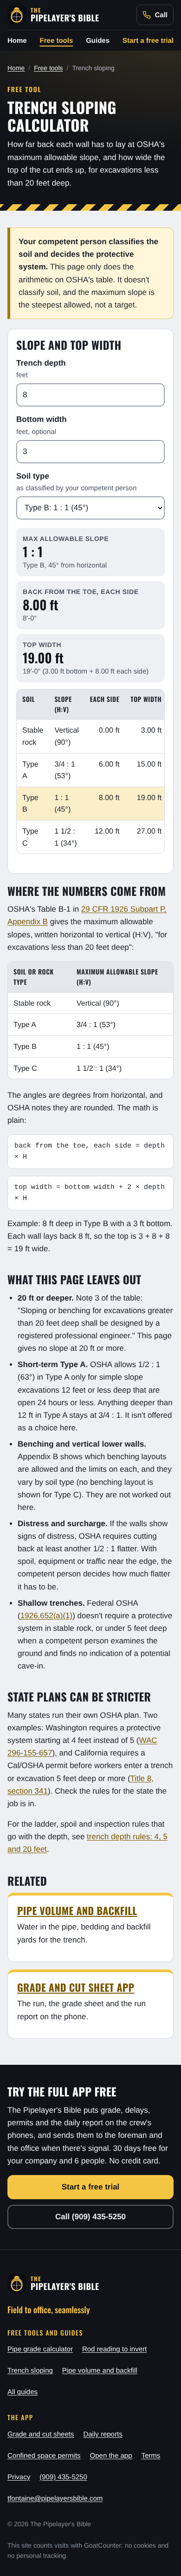 THE
PIPELAYER'S BIBLE
Call
Home Free tools Guides Start a free trial
Home / Free tools / Trench sloping
FREE TOOL
TRENCH SLOPING
CALCULATOR
How far back each wall has to lay at OSHA's
maximum allowable slope, and how wide the
top of the cut ends up, for excavations less
than 20 feet deep.
Your competent person classifies the
soil and decides the protective
system. This page only does the
arithmetic on OSHA's table. It doesn't
classify soil, and the maximum slope is
the steepest allowed, not a target.
SLOPE AND TOP WIDTH
Trench depth
feet
8
Bottom width
feet, optional
3
Soil type
as classified by your competent person
Type B: 1 : 1 (45°)
MAX ALLOWABLE SLOPE
1 : 1
Type B, 45° from horizontal
BACK FROM THE TOE, EACH SIDE
8.00 ft
8'-0"
TOP WIDTH
19.00 ft
19'-0" (3.00 ft bottom + 8.00 ft each side)
SOIL SLOPE EACH SIDE TOP WIDTH
(H:V)
Stable Vertical 0.00 ft 3.00 ft
rock (90°)
Type 3/4 : 1 6.00 ft 15.00 ft
A (53°)
Type 1 : 1 8.00 ft 19.00 ft
B (45°)
Type 1 1/2 : 12.00 ft 27.00 ft
C 1 (34°)
WHERE THE NUMBERS COME FROM
OSHA's Table B-1 in 29 CFR 1926 Subpart P,
Appendix B gives the maximum allowable
slopes, written horizontal to vertical (H:V), "for
excavations less than 20 feet deep":
SOIL OR ROCK MAXIMUM ALLOWABLE SLOPE
TYPE (H:V)
Stable rock Vertical (90°)
Type A 3/4 : 1 (53°)
Type B 1 : 1 (45°)
Type C 1 1/2 : 1 (34°)
The angles are degrees from horizontal, and
OSHA notes they are rounded. The math is
plain:
back from the toe, each side = depth
× H
top width = bottom width + 2 × depth
× H
Example: 8 ft deep in Type B with a 3 ft bottom.
Each wall lays back 8 ft, so the top is 3 + 8 + 8
= 19 ft wide.
WHAT THIS PAGE LEAVES OUT
• 20 ft or deeper. Note 3 of the table:
"Sloping or benching for excavations greater
than 20 feet deep shall be designed by a
registered professional engineer." This page
gives no slope at 20 ft or more.
• Short-term Type A. OSHA allows 1/2 : 1
(63°) in Type A only for simple slope
excavations 12 feet or less deep that are
open 24 hours or less. Anything deeper than
12 ft in Type A stays at 3/4 : 1. It isn't offered
as a choice here.
• Benching and vertical lower walls.
Appendix B shows which benching layouts
are allowed and the limits on each, and they
vary by soil type (no benching layout is
shown for Type C). They are not worked out
here.
• Distress and surcharge. If the walls show
signs of distress, OSHA requires cutting
back at least another 1/2 : 1 flatter. With
spoil, equipment or traffic near the edge, the
competent person decides how much flatter
it has to be.
• Shallow trenches. Federal OSHA
(1926.652(a)(1)) doesn't require a protective
system in stable rock, or under 5 feet deep
when a competent person examines the
ground and finds no indication of a potential
cave-in.
STATE PLANS CAN BE STRICTER
Many states run their own OSHA plan. Two
examples: Washington requires a protective
system starting at 4 feet instead of 5 (WAC
296-155-657), and California requires a
Cal/OSHA permit before workers enter a trench
or excavation 5 feet deep or more (Title 8,
section 341). Check the rules for the state the
job is in.
For the ladder, spoil and inspection rules that
go with the depth, see trench depth rules: 4, 5
and 20 feet.
RELATED
PIPE VOLUME AND BACKFILL
Water in the pipe, bedding and backfill
yards for the trench.
GRADE AND CUT SHEET APP
The run, the grade sheet and the run
report on the phone.
TRY THE FULL APP FREE
The Pipelayer's Bible puts grade, delays,
permits and the daily report on the crew's
phones, and sends them to the foreman and
the office when there's signal. 30 days free for
your company and 6 people. No credit card.
Start a free trial
Call (909) 435-5250
THE
PIPELAYER'S BIBLE
Field to office, seamlessly
FREE TOOLS AND GUIDES
Pipe grade calculator Rod reading to invert
Trench sloping Pipe volume and backfill
All guides
THE APP
Grade and cut sheets Daily reports
Confined space permits Open the app Terms
Privacy (909) 435-5250
tfontaine@pipelayersbible.com
© 2026 The Pipelayer's Bible
This site counts visits with GoatCounter: no cookies and
no personal tracking.